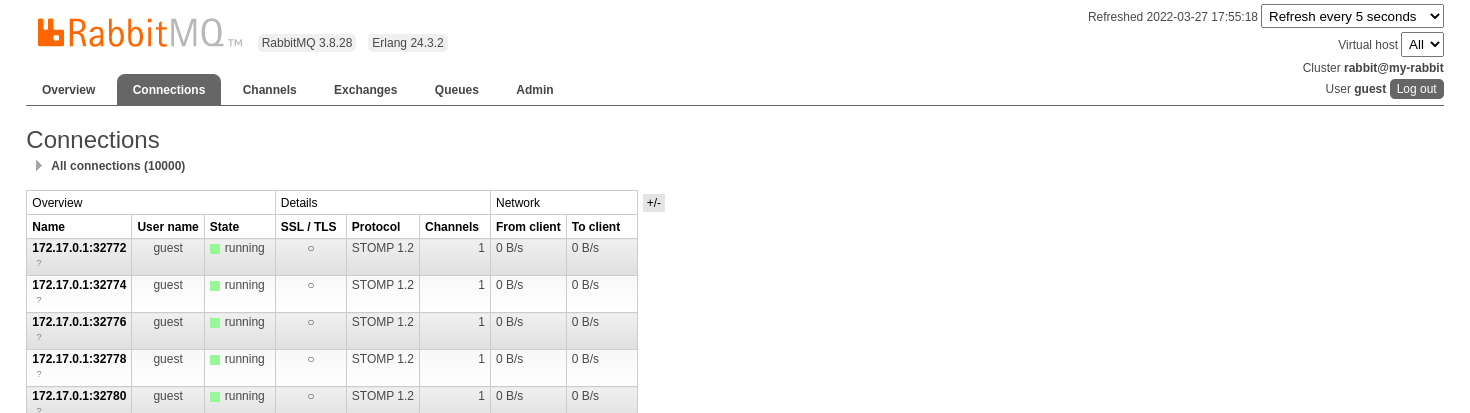 RabbitMQ TM
RabbitMQ 3.8.28 Erlang 24.3.2
Refreshed 2022-03-27 17:55:18 Refresh every 5 seconds
Virtual host All
Cluster rabbit@my-rabbit
User guest Log out
Overview Connections Channels Exchanges Queues Admin
Connections
All connections (10000)
Overview Details Network +/-
Name User name State SSL / TLS Protocol Channels From client To client
172.17.0.1:32772 guest running ○ STOMP 1.2 1 0 B/s 0 B/s
?
172.17.0.1:32774 guest running ○ STOMP 1.2 1 0 B/s 0 B/s
?
172.17.0.1:32776 guest running ○ STOMP 1.2 1 0 B/s 0 B/s
?
172.17.0.1:32778 guest running ○ STOMP 1.2 1 0 B/s 0 B/s
?
172.17.0.1:32780 guest running ○ STOMP 1.2 1 0 B/s 0 B/s
?